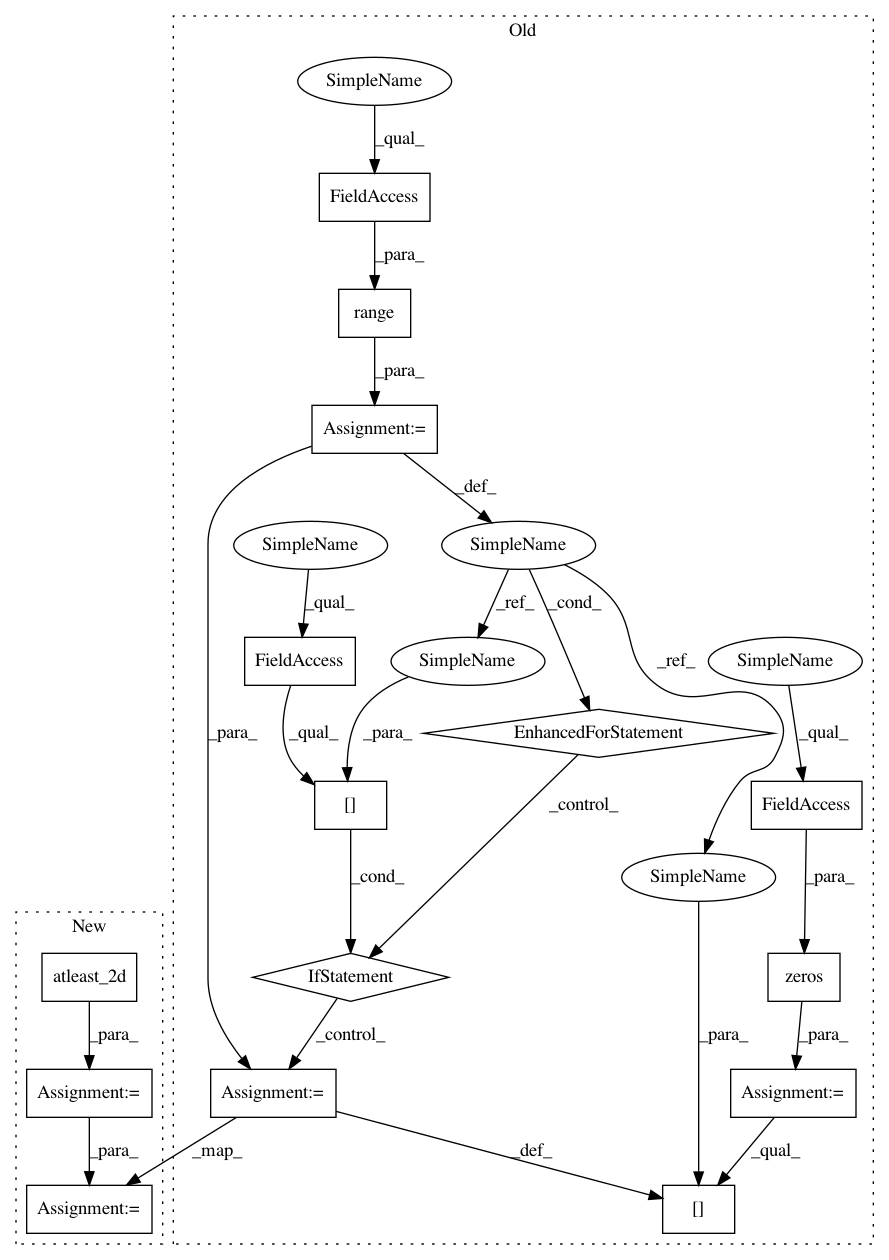 Old
SimpleName
_qual_
FieldAccess
_para_
range
_para_
Assignment:=
_def_
SimpleName
SimpleName
_qual_
_ref_
_cond_
_ref_
FieldAccess
SimpleName
SimpleName
_qual_
_para_
_para_
EnhancedForStatement
_qual_
[]
_control_
FieldAccess
_cond_
SimpleName
_para_
New
atleast_2d
IfStatement
zeros
_para_
_control_
_para_
_para_
Assignment:=
Assignment:=
Assignment:=
_para_
_map_
_def_
_qual_
Assignment:=
[]